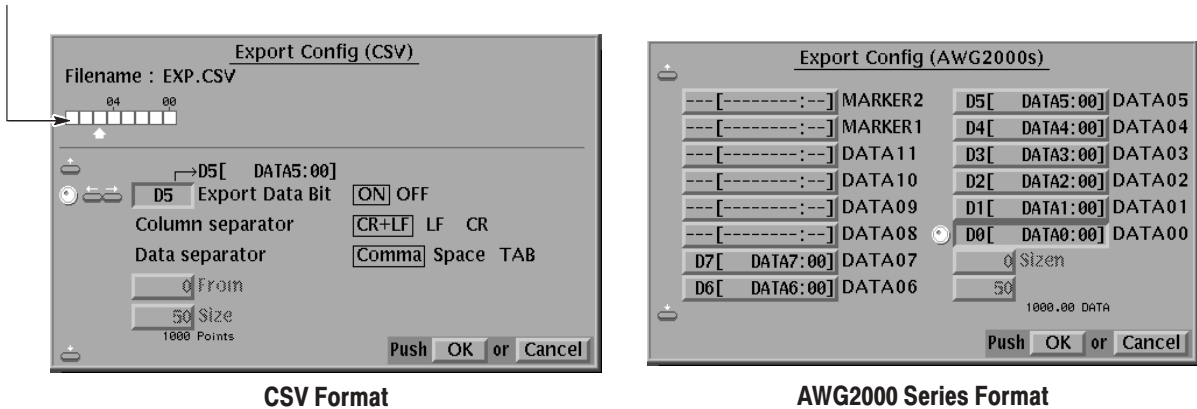 Export Config (CSV)
Filename : EXP.CSV
04 00
D5[ DATA5:00]
D5 Export Data Bit ON OFF
Column separator CR+LF LF CR
Data separator Comma Space TAB
0 From
50 Size
1000 Points
Push OK or Cancel
CSV Format
Export Config (AWG2000s)
---[--------:--] MARKER2 D5[ DATA5:00] DATA05
---[--------:--] MARKER1 D4[ DATA4:00] DATA04
---[--------:--] DATA11 D3[ DATA3:00] DATA03
---[--------:--] DATA10 D2[ DATA2:00] DATA02
---[--------:--] DATA09 D1[ DATA1:00] DATA01
---[--------:--] DATA08 D0[ DATA0:00] DATA00
D7[ DATA7:00] DATA07 0 Sizen
D6[ DATA6:00] DATA06 50
1000.00 DATA
Push OK or Cancel
AWG2000 Series Format